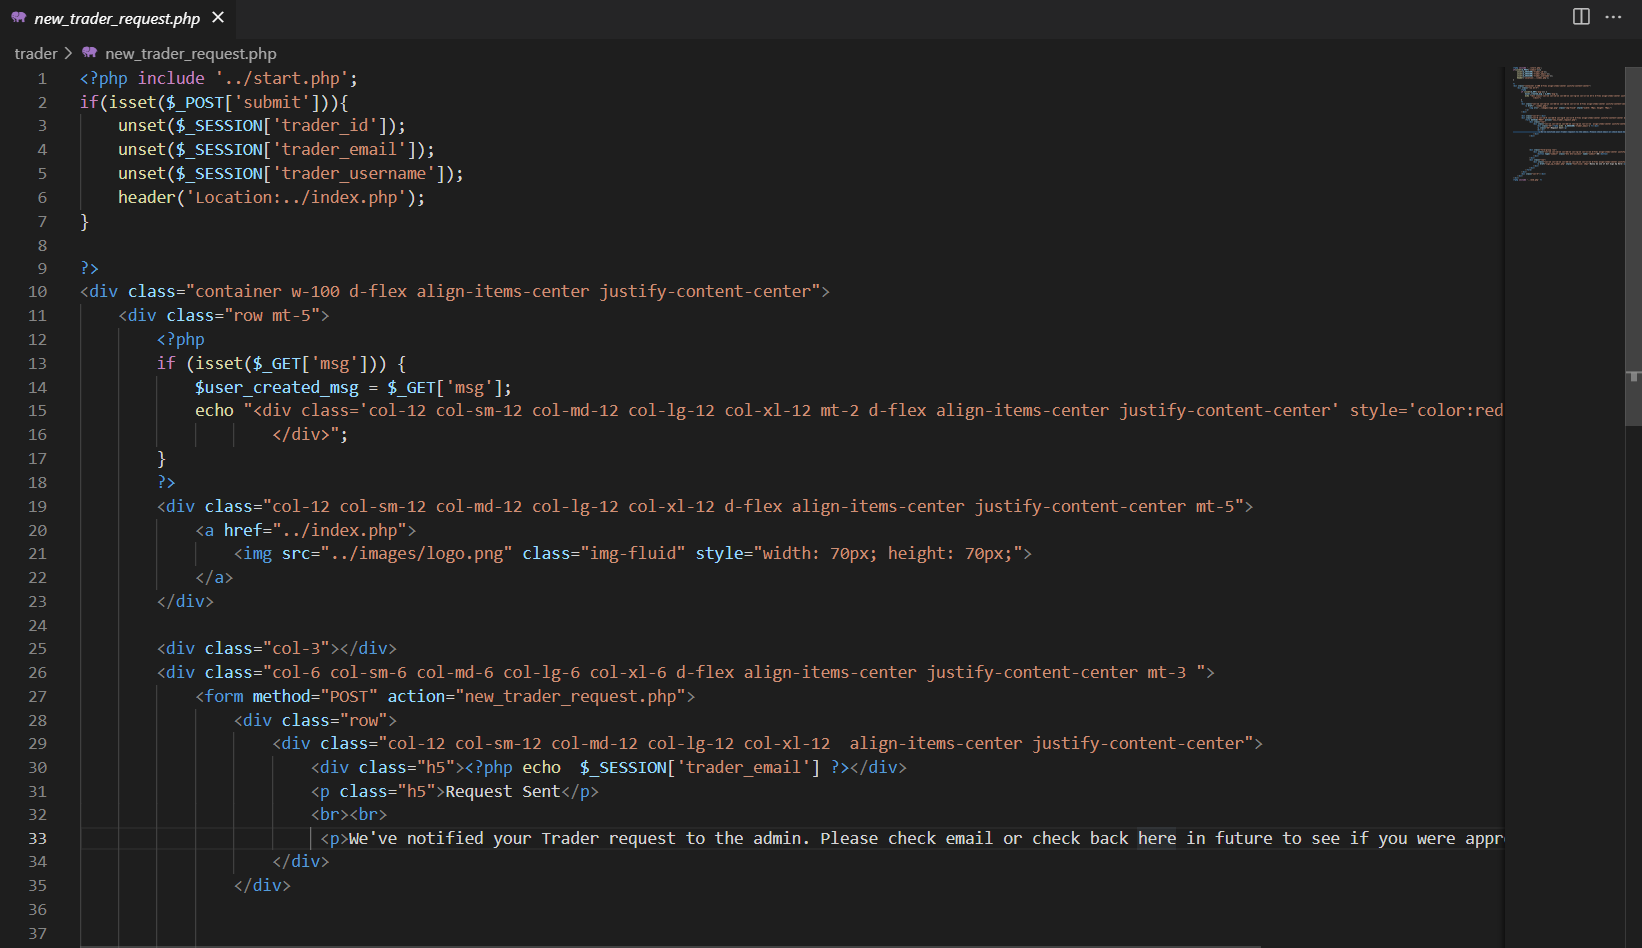 new_trader_request.php
trader > new_trader_request.php
1 <?php include '../start.php';
2 if(isset($_POST['submit'])){
3 unset($_SESSION['trader_id']);
4 unset($_SESSION['trader_email']);
5 unset($_SESSION['trader_username']);
6 header('Location:../index.php');
7 }
8
9 ?>
10 <div class="container w-100 d-flex align-items-center justify-content-center">
11 <div class="row mt-5">
12 <?php
13 if (isset($_GET['msg'])) {
14 $user_created_msg = $_GET['msg'];
15 echo "<div class='col-12 col-sm-12 col-md-12 col-lg-12 col-xl-12 mt-2 d-flex align-items-center justify-content-center' style='color:red
16 </div>";
17 }
18 ?>
19 <div class="col-12 col-sm-12 col-md-12 col-lg-12 col-xl-12 d-flex align-items-center justify-content-center mt-5">
20 <a href="../index.php">
21 <img src="../images/logo.png" class="img-fluid" style="width: 70px; height: 70px;">
22 </a>
23 </div>
24
25 <div class="col-3"></div>
26 <div class="col-6 col-sm-6 col-md-6 col-lg-6 col-xl-6 d-flex align-items-center justify-content-center mt-3 ">
27 <form method="POST" action="new_trader_request.php">
28 <div class="row">
29 <div class="col-12 col-sm-12 col-md-12 col-lg-12 col-xl-12  align-items-center justify-content-center">
30 <div class="h5"><?php echo  $_SESSION['trader_email'] ?></div>
31 <p class="h5">Request Sent</p>
32 <br><br>
33 <p>We've notified your Trader request to the admin. Please check email or check back here in future to see if you were appr
34 </div>
35 </div>
36
37